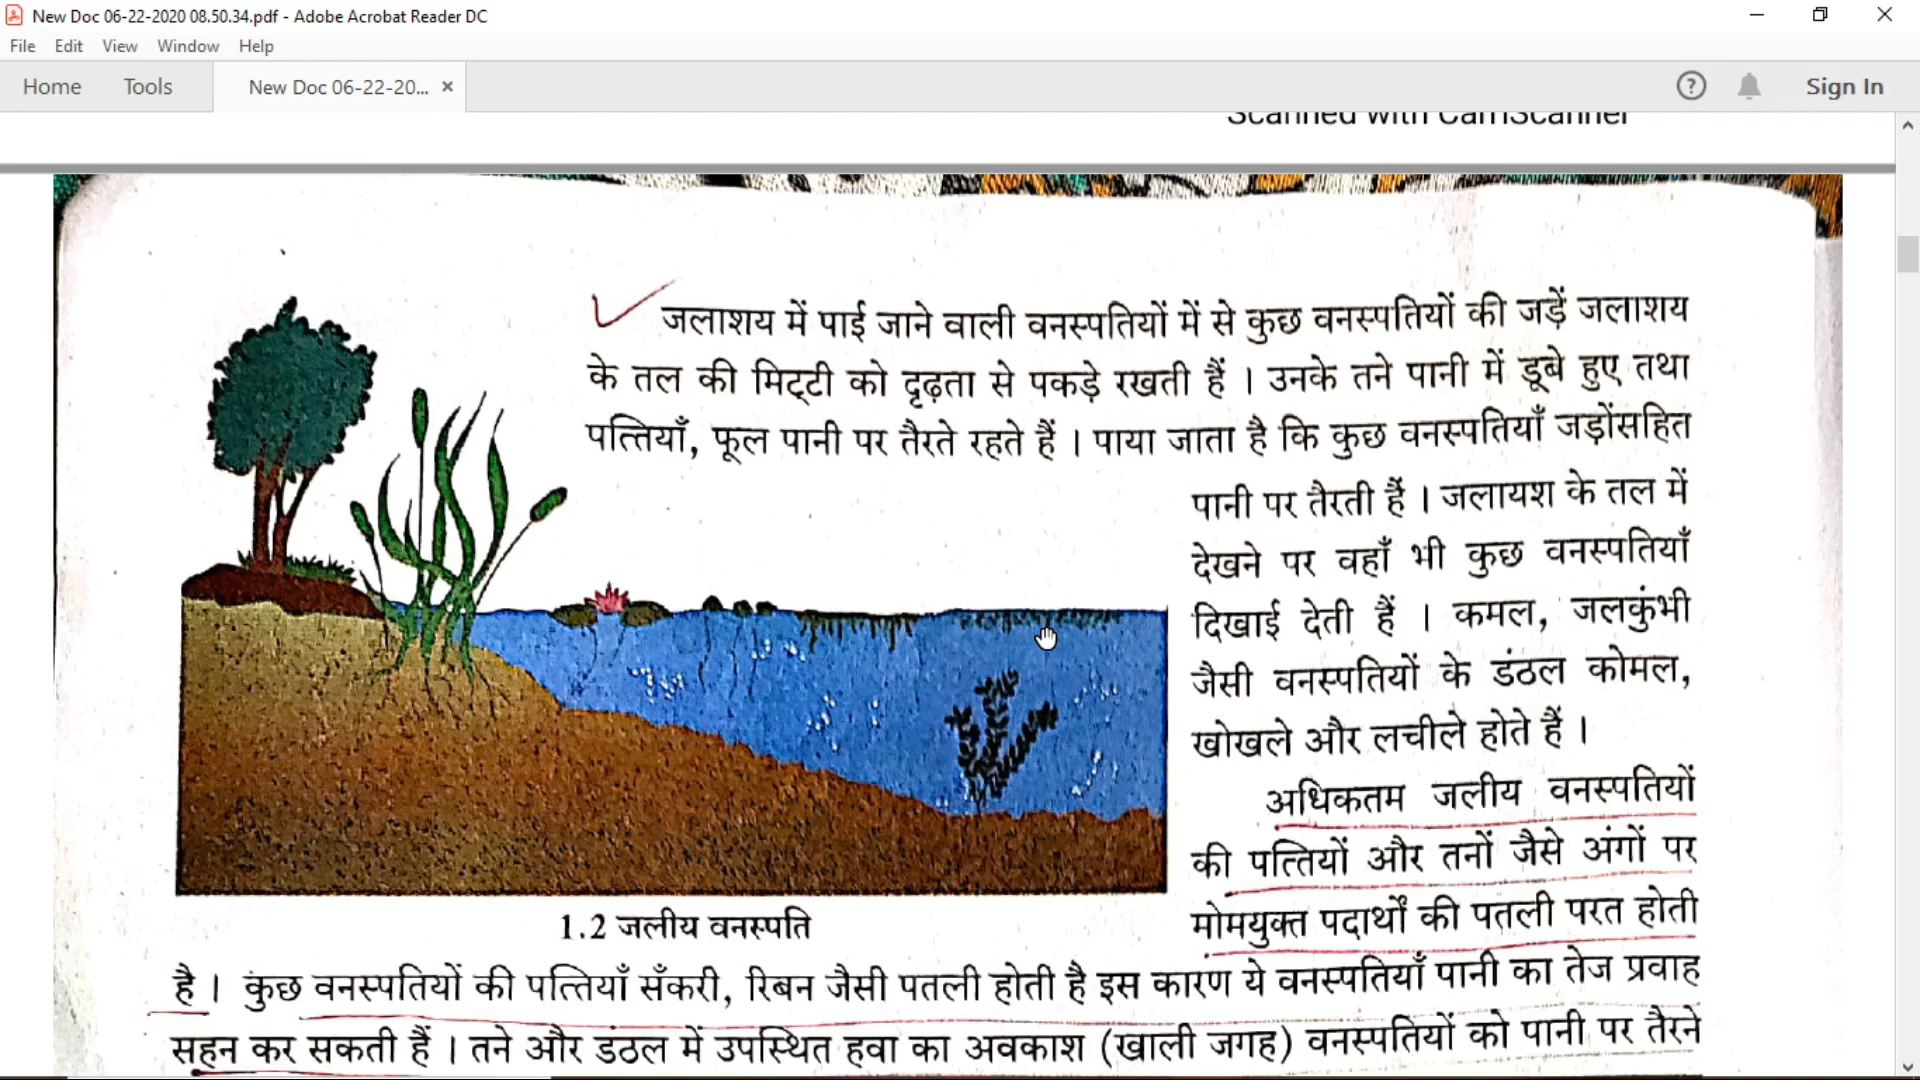 New Doc 06-22-2020 08.50.34.pdf - Adobe Acrobat Reader DC
File Edit View Window Help
Home Tools New Doc 06-22-20... × Sign In
Scanned with CamScanner
जलाशय में पाई जाने वाली वनस्पतियों में से कुछ वनस्पतियों की जड़ें जलाशय
के तल की मिट्टी को दृढ़ता से पकड़े रखती हैं । उनके तने पानी में डूबे हुए तथा
पत्तियाँ, फूल पानी पर तैरते रहते हैं । पाया जाता है कि कुछ वनस्पतियाँ जड़ोंसहित
पानी पर तैरती हैं । जलायश के तल में
देखने पर वहाँ भी कुछ वनस्पतियाँ
दिखाई देती हैं । कमल, जलकुंभी
जैसी वनस्पतियों के डंठल कोमल,
खोखले और लचीले होते हैं ।
अधिकतम जलीय वनस्पतियों
की पत्तियों और तनों जैसे अंगों पर
मोमयुक्त पदार्थों की पतली परत होती
1.2 जलीय वनस्पति
है । कुछ वनस्पतियों की पत्तियाँ सँकरी, रिबन जैसी पतली होती है इस कारण ये वनस्पतियाँ पानी का तेज प्रवाह
सहन कर सकती हैं । तने और डंठल में उपस्थित हवा का अवकाश (खाली जगह) वनस्पतियों को पानी पर तैरने